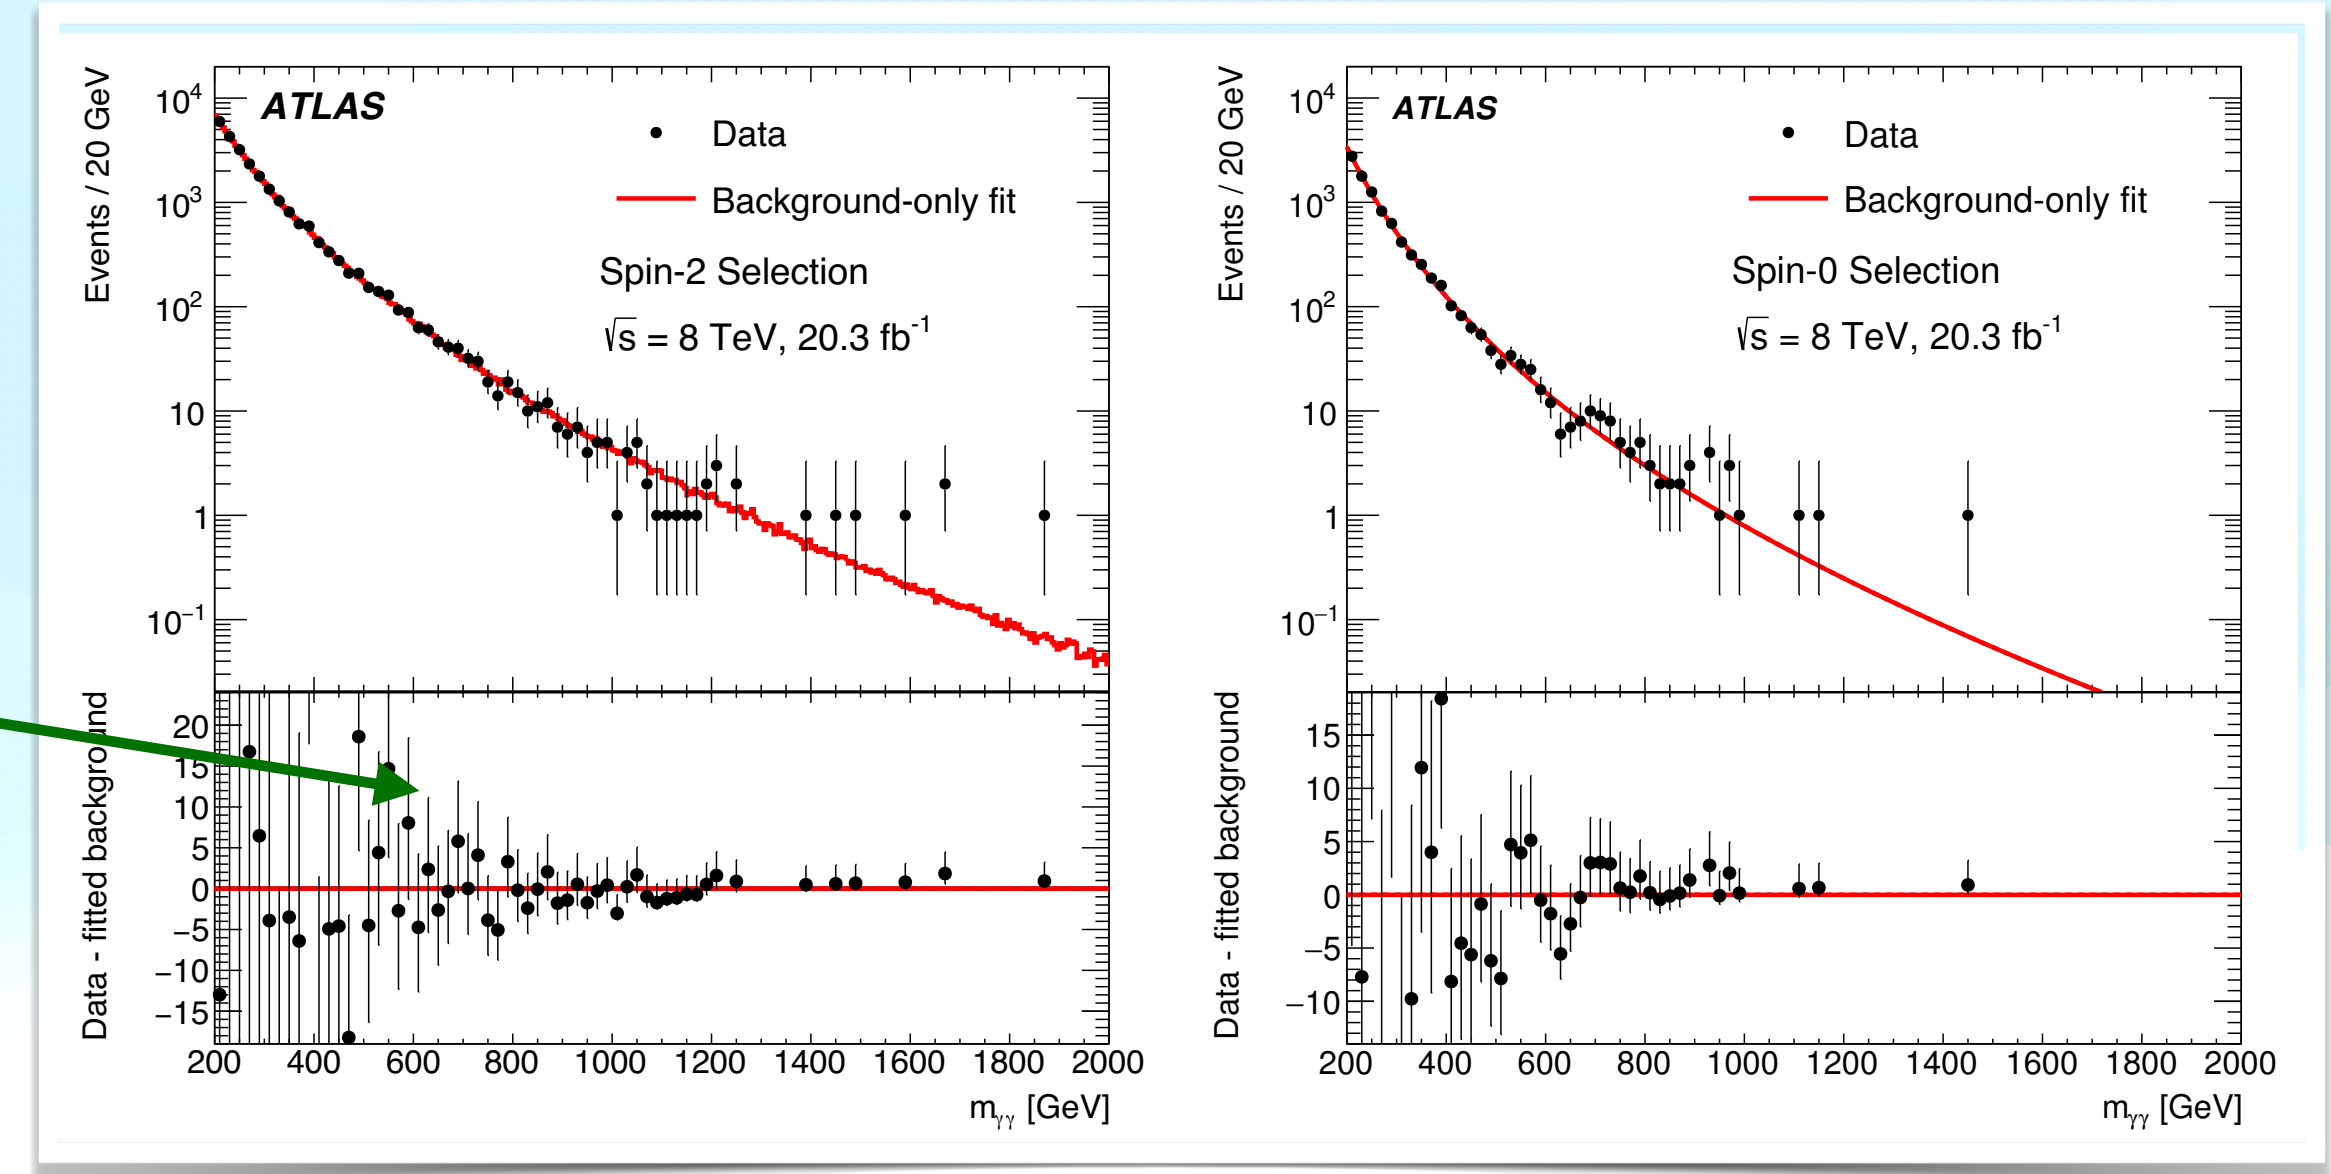 ATLAS
Data
Background-only fit
Spin-2 Selection
√s = 8 TeV, 20.3 fb⁻¹
Events / 20 GeV
10⁴
10³
10²
10
1
10⁻¹
Data - fitted background
20
15
10
5
0
−5
−10
−15
200 400 600 800 1000 1200 1400 1600 1800 2000
mγγ [GeV]
ATLAS
Data
Background-only fit
Spin-0 Selection
√s = 8 TeV, 20.3 fb⁻¹
Events / 20 GeV
10⁴
10³
10²
10
1
10⁻¹
Data - fitted background
15
10
5
0
−5
−10
200 400 600 800 1000 1200 1400 1600 1800 2000
mγγ [GeV]